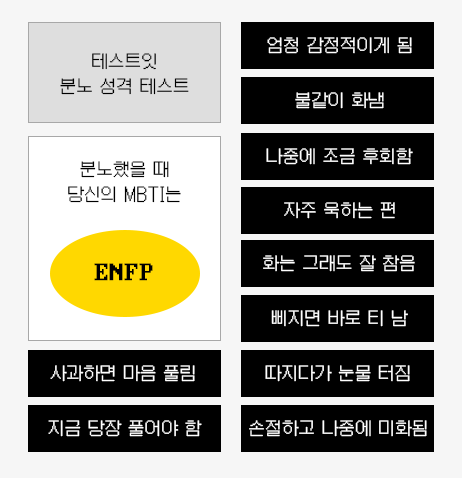 테스트잇
분노 성격 테스트
분노했을 때
당신의 MBTI는
ENFP
사과하면 마음 풀림
지금 당장 풀어야 함
엄청 감정적이게 됨
불같이 화냄
나중에 조금 후회함
자주 욱하는 편
화는 그래도 잘 참음
삐지면 바로 티 남
따지다가 눈물 터짐
손절하고 나중에 미화됨